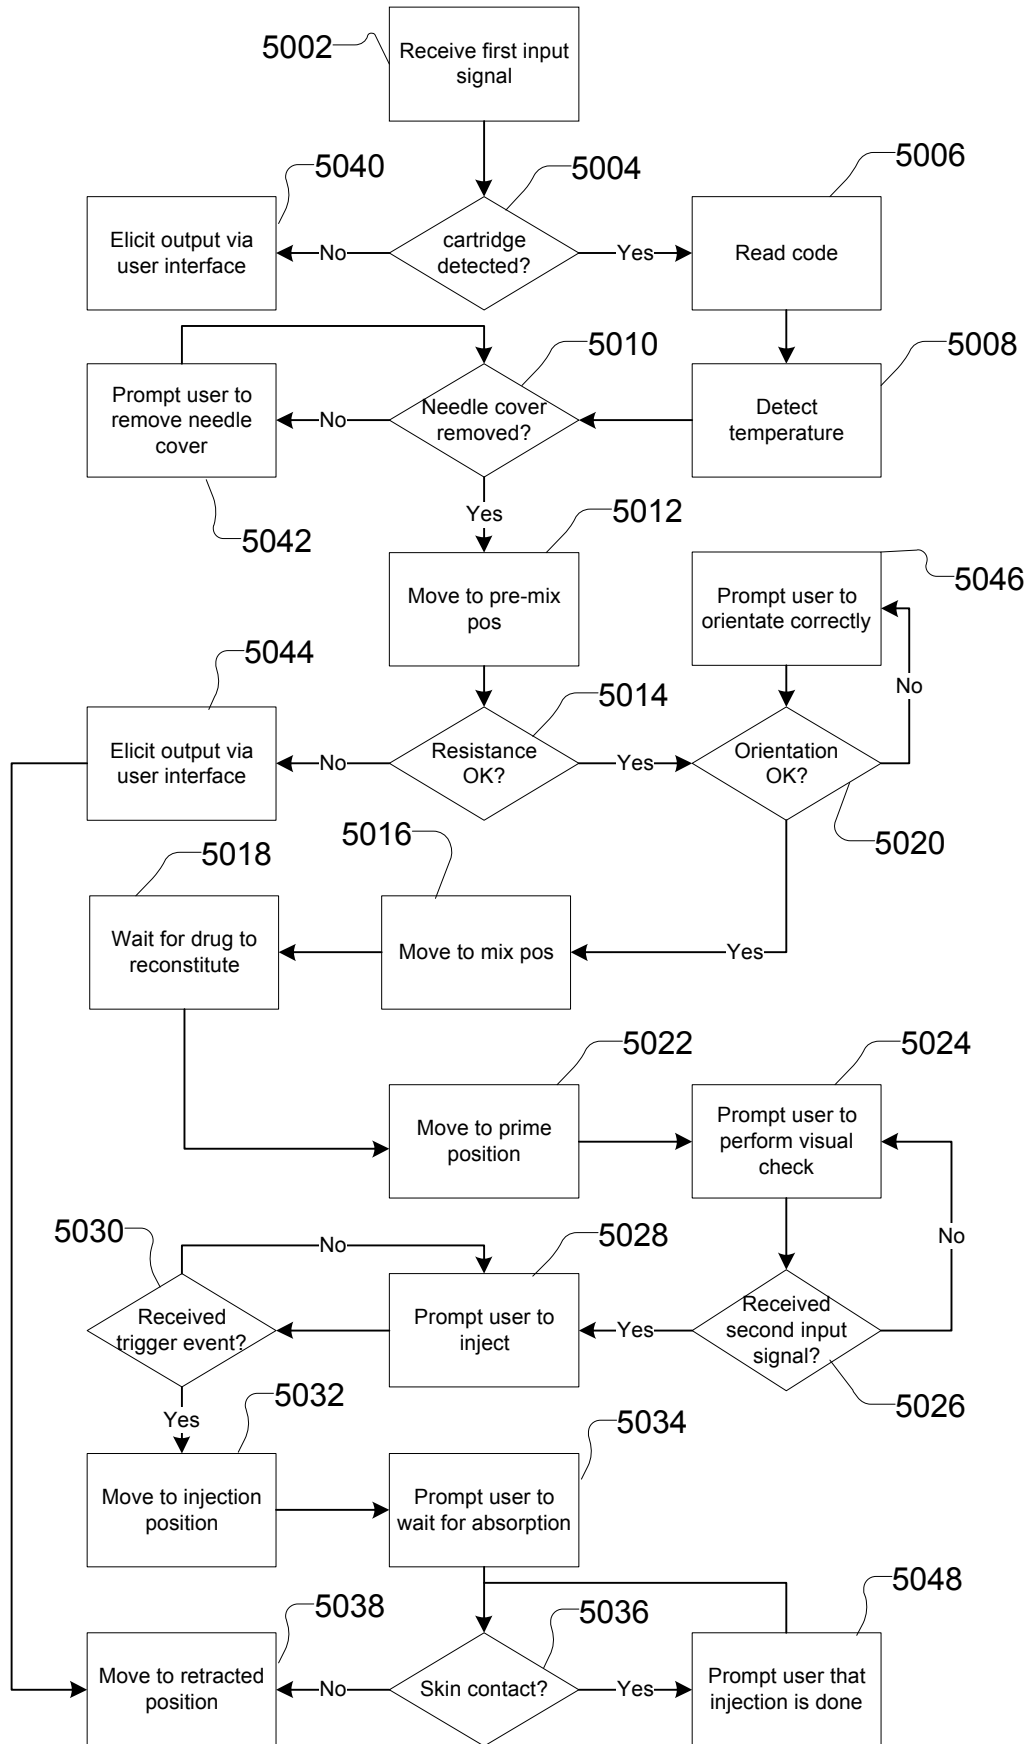 5002
Receive first input
signal
5040
5004
5006
Elicit output via
user interface
No
cartridge
detected?
Yes
Read code
5010
5008
Prompt user to
remove needle
cover
No
Needle cover
removed?
Detect
temperature
Yes
5042
5012
5046
Move to pre-mix
pos
Prompt user to
orientate correctly
5044
5014
No
Elicit output via
user interface
No
Resistance
OK?
Yes
Orientation
OK?
5016
5020
5018
Wait for drug to
reconstitute
Move to mix pos
Yes
5022
5024
Move to prime
position
Prompt user to
perform visual
check
5030
No
5028
No
Received
trigger event?
Prompt user to
inject
Yes
Received
second input
signal?
5032
5026
Yes
5034
Move to injection
position
Prompt user to
wait for absorption
5038
5036
5048
Move to retracted
position
No
Skin contact?
Yes
Prompt user that
injection is done